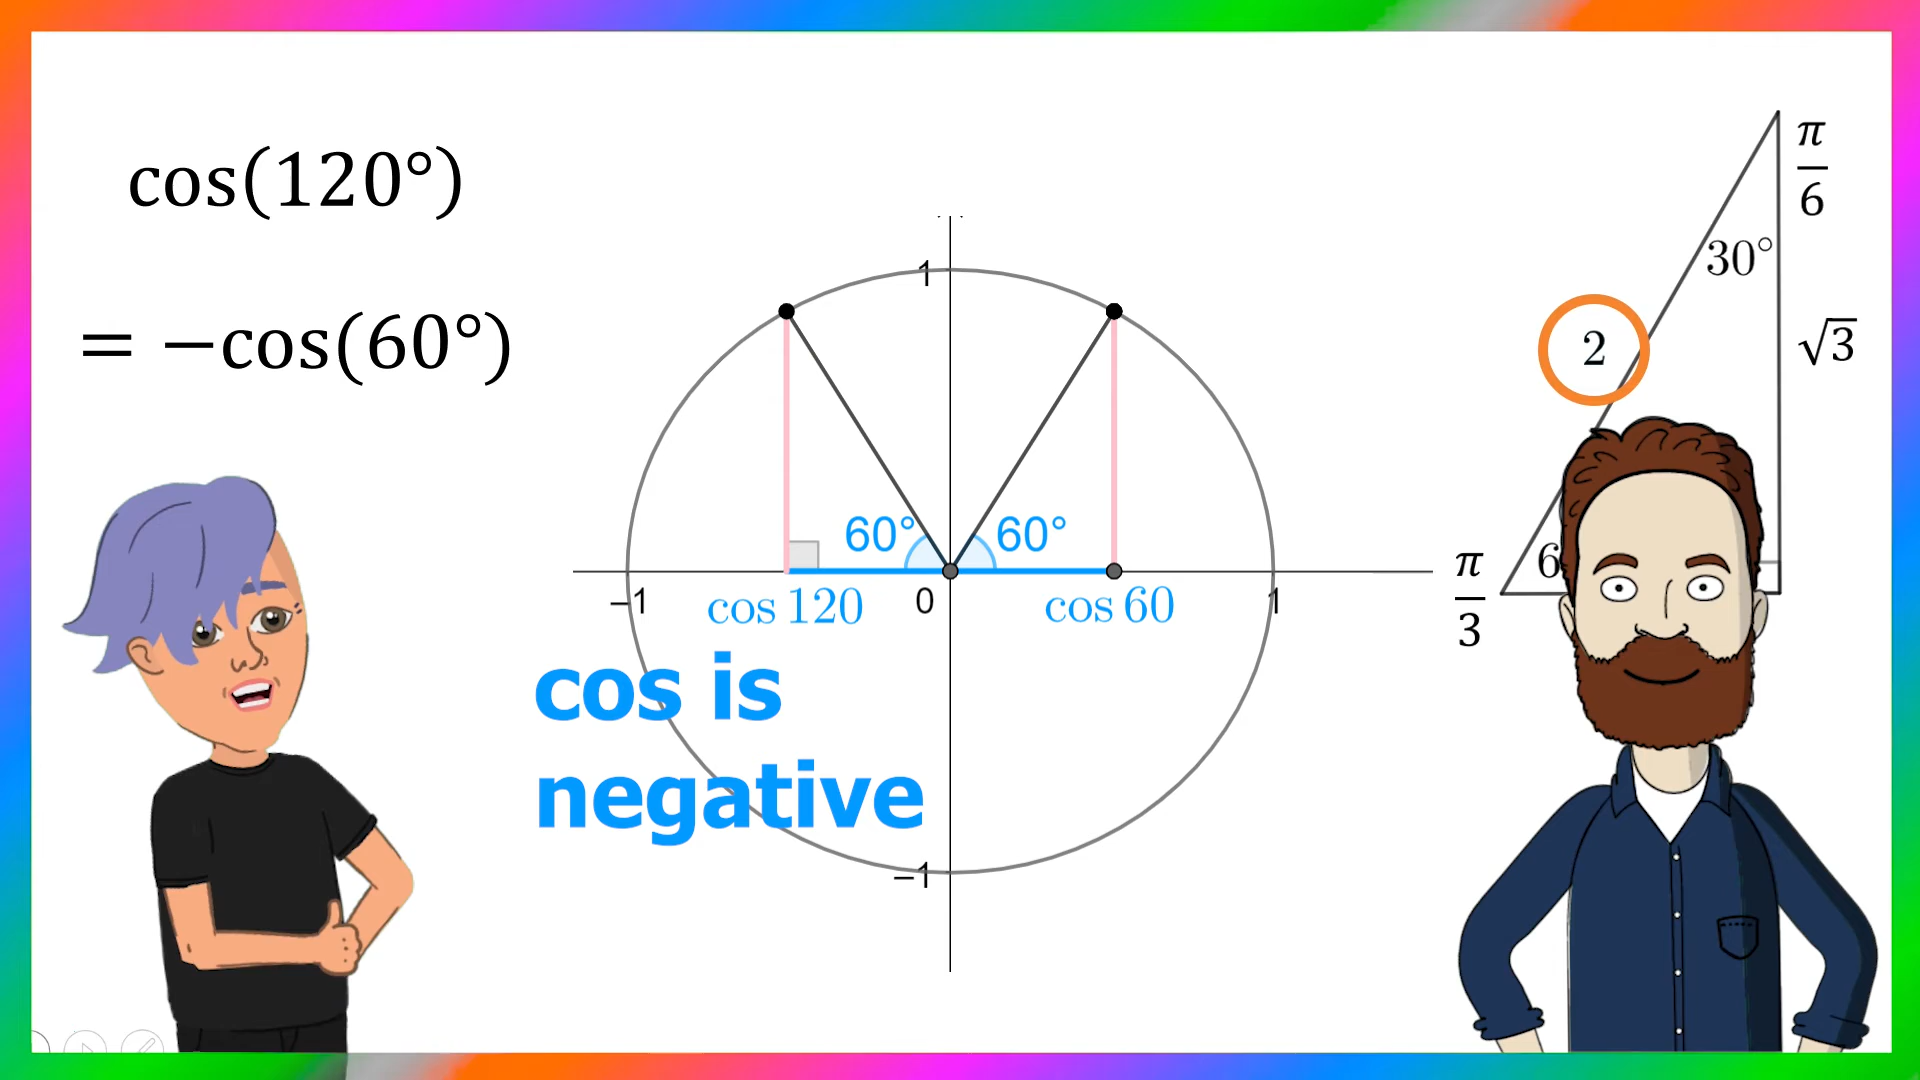 cos(120°)
= −cos(60°)
1
60°
60°
−1
cos 120
0
cos 60
1
cos is
negative
−1
π/6
30°
2
√3
6
π/3